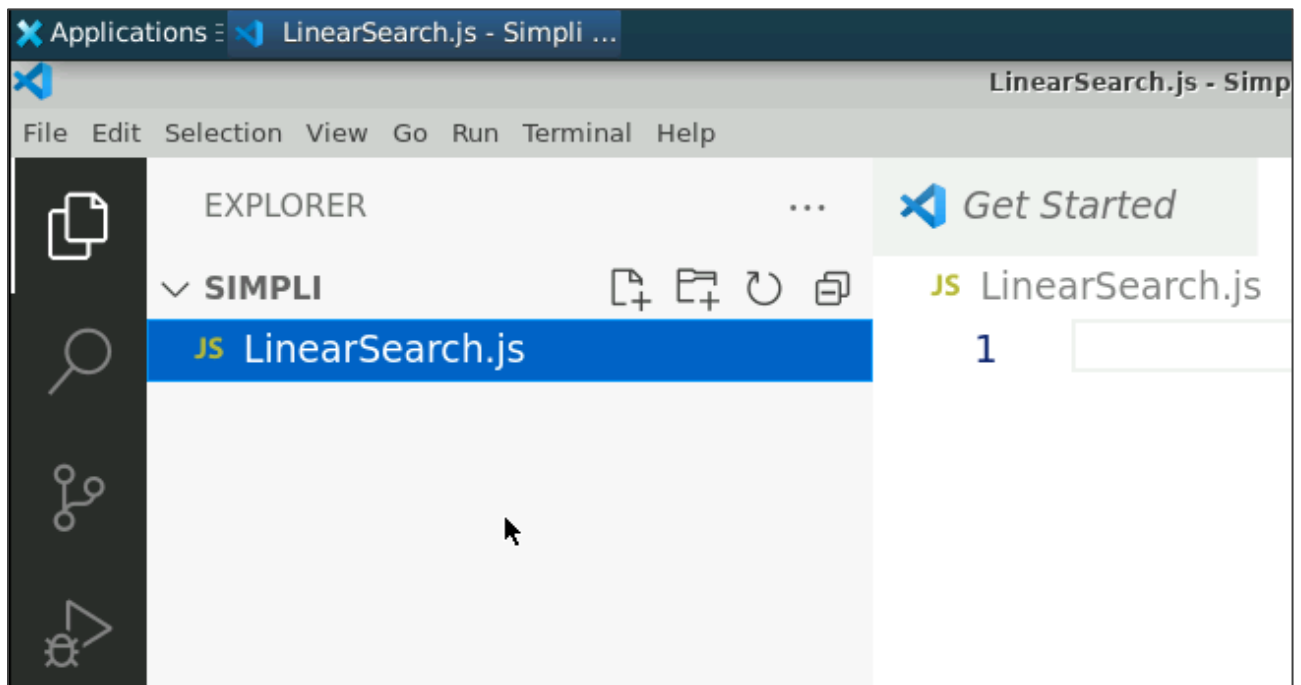 Applications LinearSearch.js - Simpli ...
LinearSearch.js - Simp
File Edit Selection View Go Run Terminal Help
EXPLORER ...
Get Started
SIMPLI
JS LinearSearch.js
JS LinearSearch.js
1